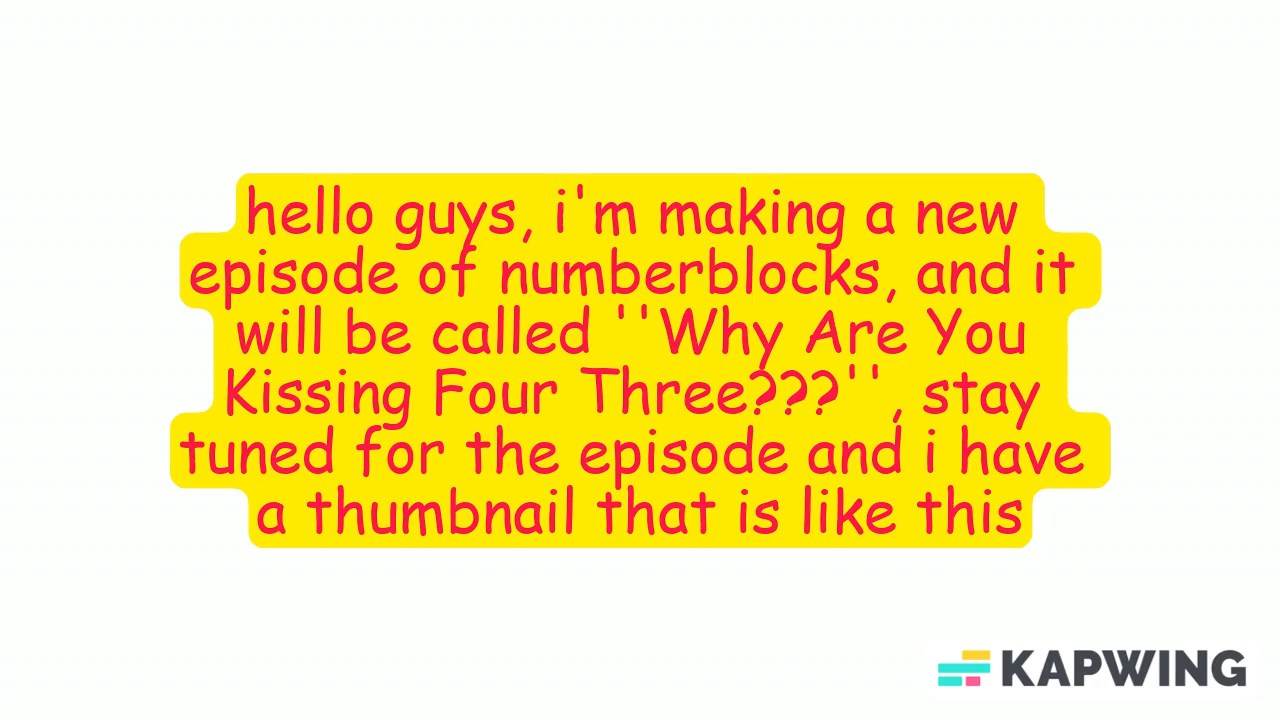 hello guys, i'm making a new
episode of numberblocks, and it
will be called ''Why Are You
Kissing Four Three???'', stay
tuned for the episode and i have
a thumbnail that is like this
KAPWING